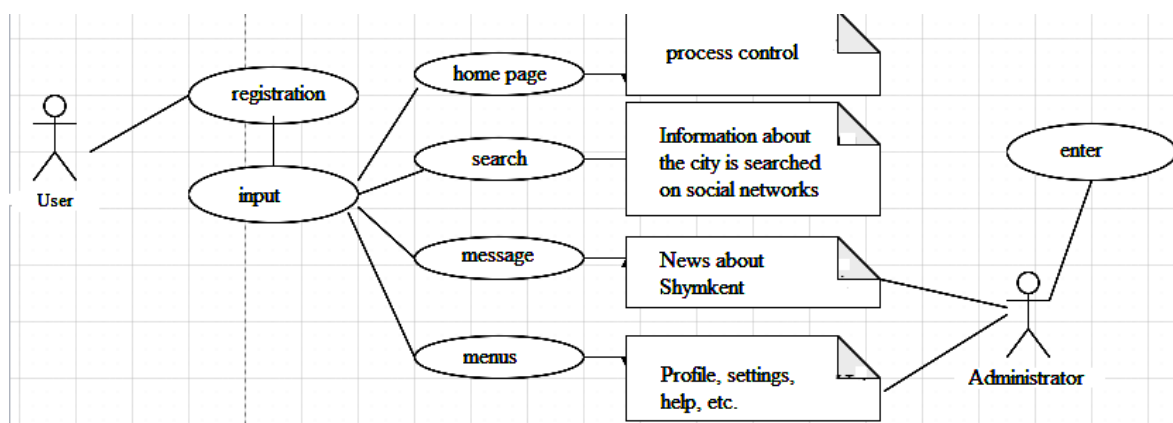 process control
home page
registration
Information about
the city is searched
on social networks
search
enter
input
User
message
News about
Shymkent
menus
Profile, settings,
help, etc.
Administrator